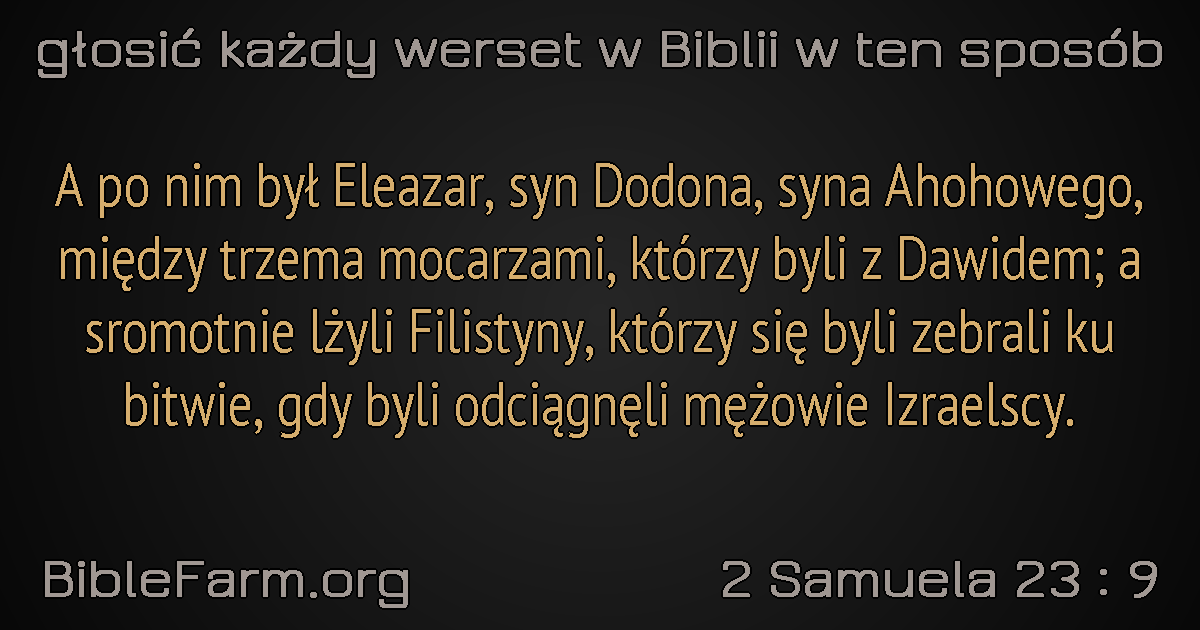 głosić każdy werset w Biblii w ten sposób
A po nim był Eleazar, syn Dodona, syna Ahohowego,
między trzema mocarzami, którzy byli z Dawidem; a
sromotnie lżyli Filistyny, którzy się byli zebrali ku
bitwie, gdy byli odciągnęli mężowie Izraelscy.
BibleFarm.org
2 Samuela 23 : 9